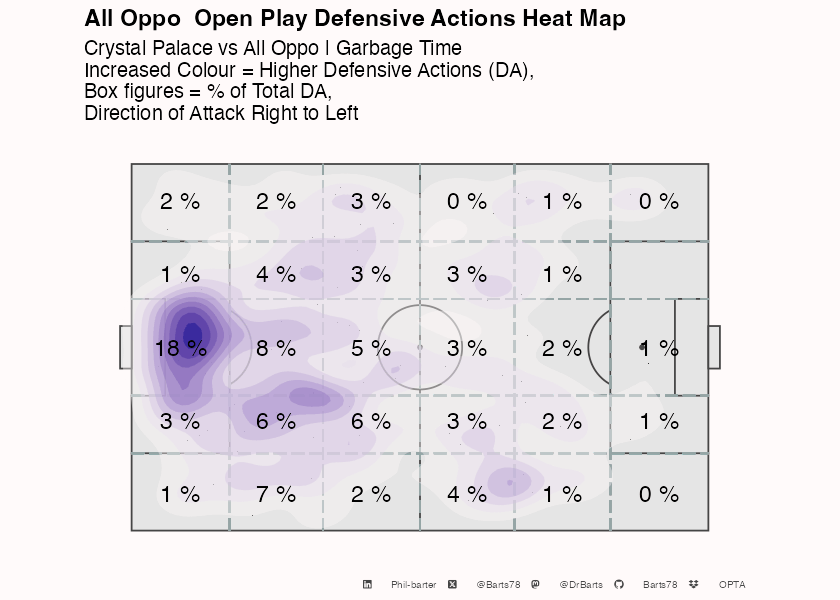 All Oppo  Open Play Defensive Actions Heat Map
Crystal Palace vs All Oppo | Garbage Time
Increased Colour = Higher Defensive Actions (DA),
Box figures = % of Total DA,
Direction of Attack Right to Left
2 % 2 % 3 % 0 % 1 % 0 %
1 % 4 % 3 % 3 % 1 %
18 % 8 % 5 % 3 % 2 % 1 %
3 % 6 % 6 % 3 % 2 % 1 %
1 % 7 % 2 % 4 % 1 % 0 %
Phil-barter @Barts78 @DrBarts Barts78 OPTA